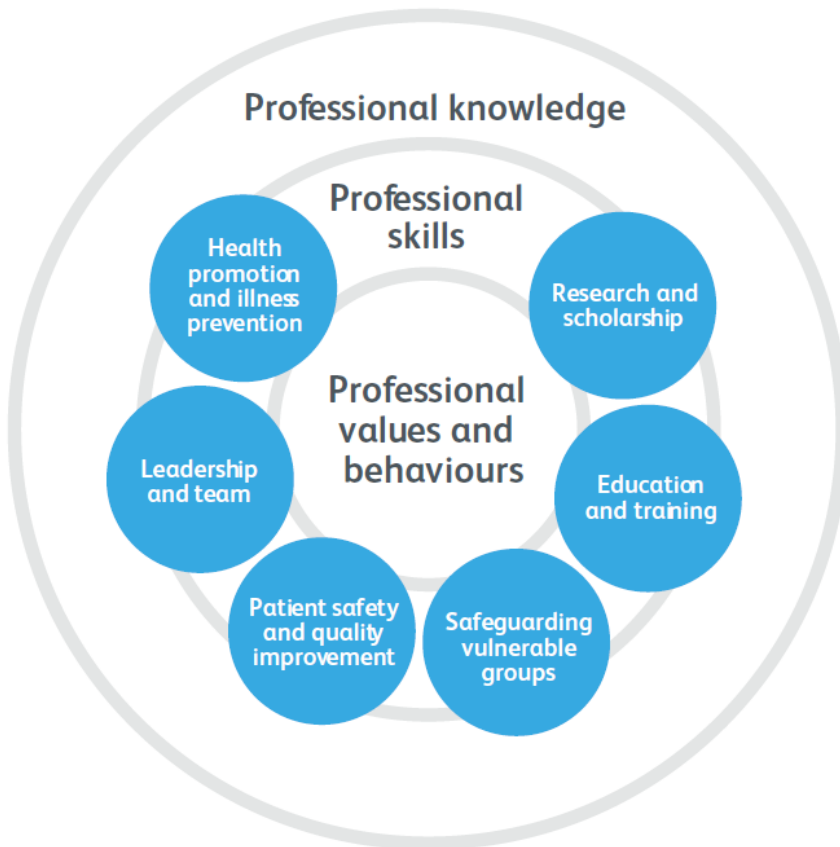 Professional knowledge
Professional
skills
Health
promotion
and illness
prevention
Research and
scholarship
Professional
values and
behaviours
Leadership
and team
Education
and training
Patient safety
and quality
improvement
Safeguarding
vulnerable
groups